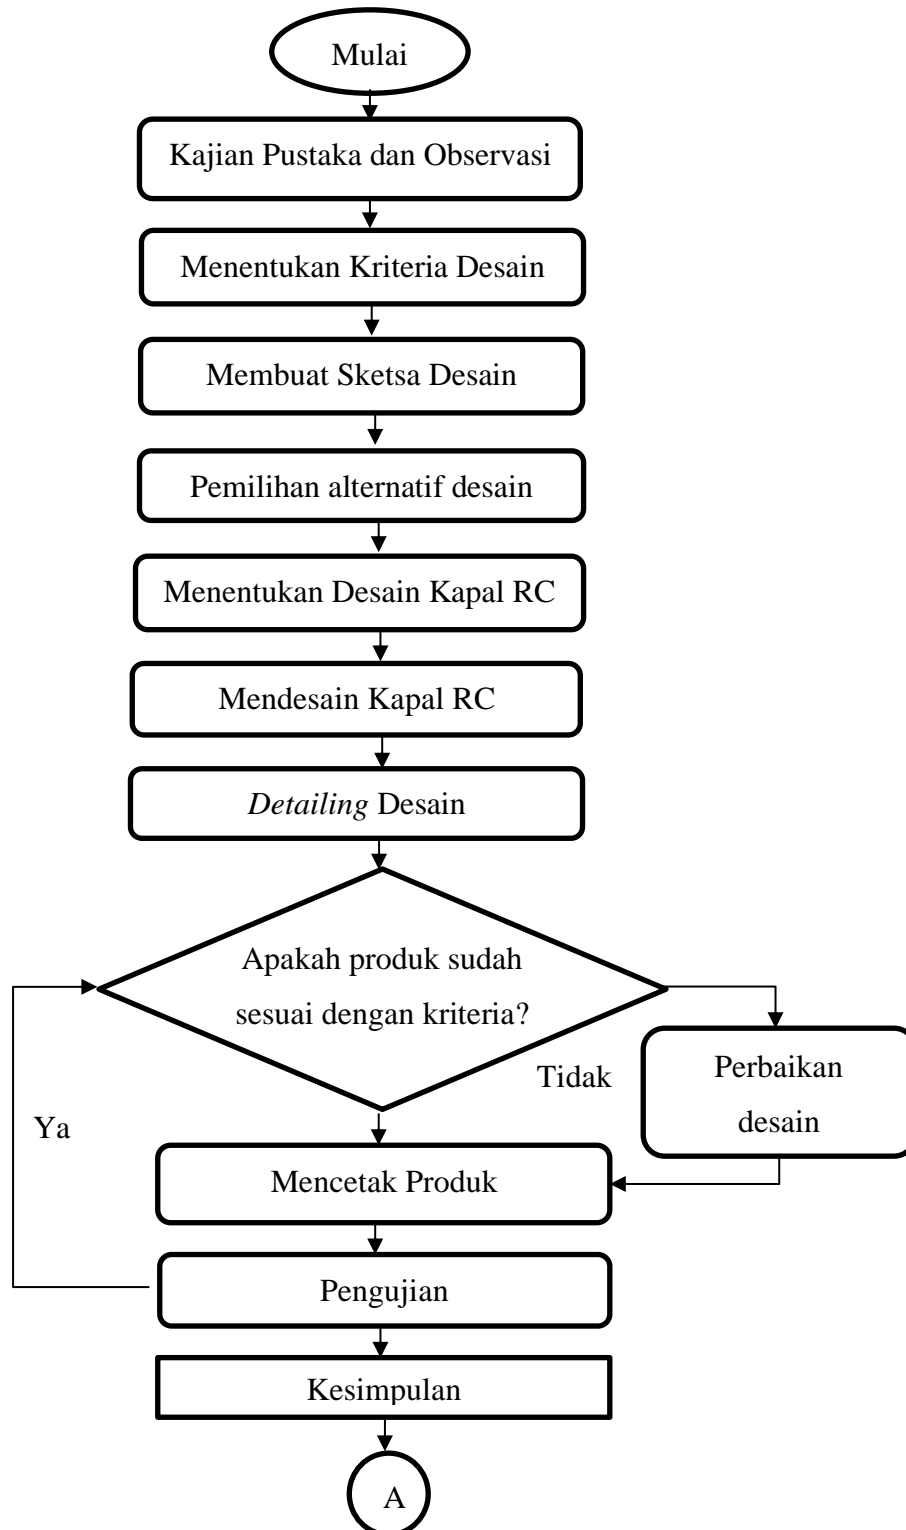 Mulai
Kajian Pustaka dan Observasi
Menentukan Kriteria Desain
Membuat Sketsa Desain
Pemilihan alternatif desain
Menentukan Desain Kapal RC
Mendesain Kapal RC
Detailing Desain
Apakah produk sudah
sesuai dengan kriteria?
Tidak
Perbaikan
desain
Ya
Mencetak Produk
Pengujian
Kesimpulan
A